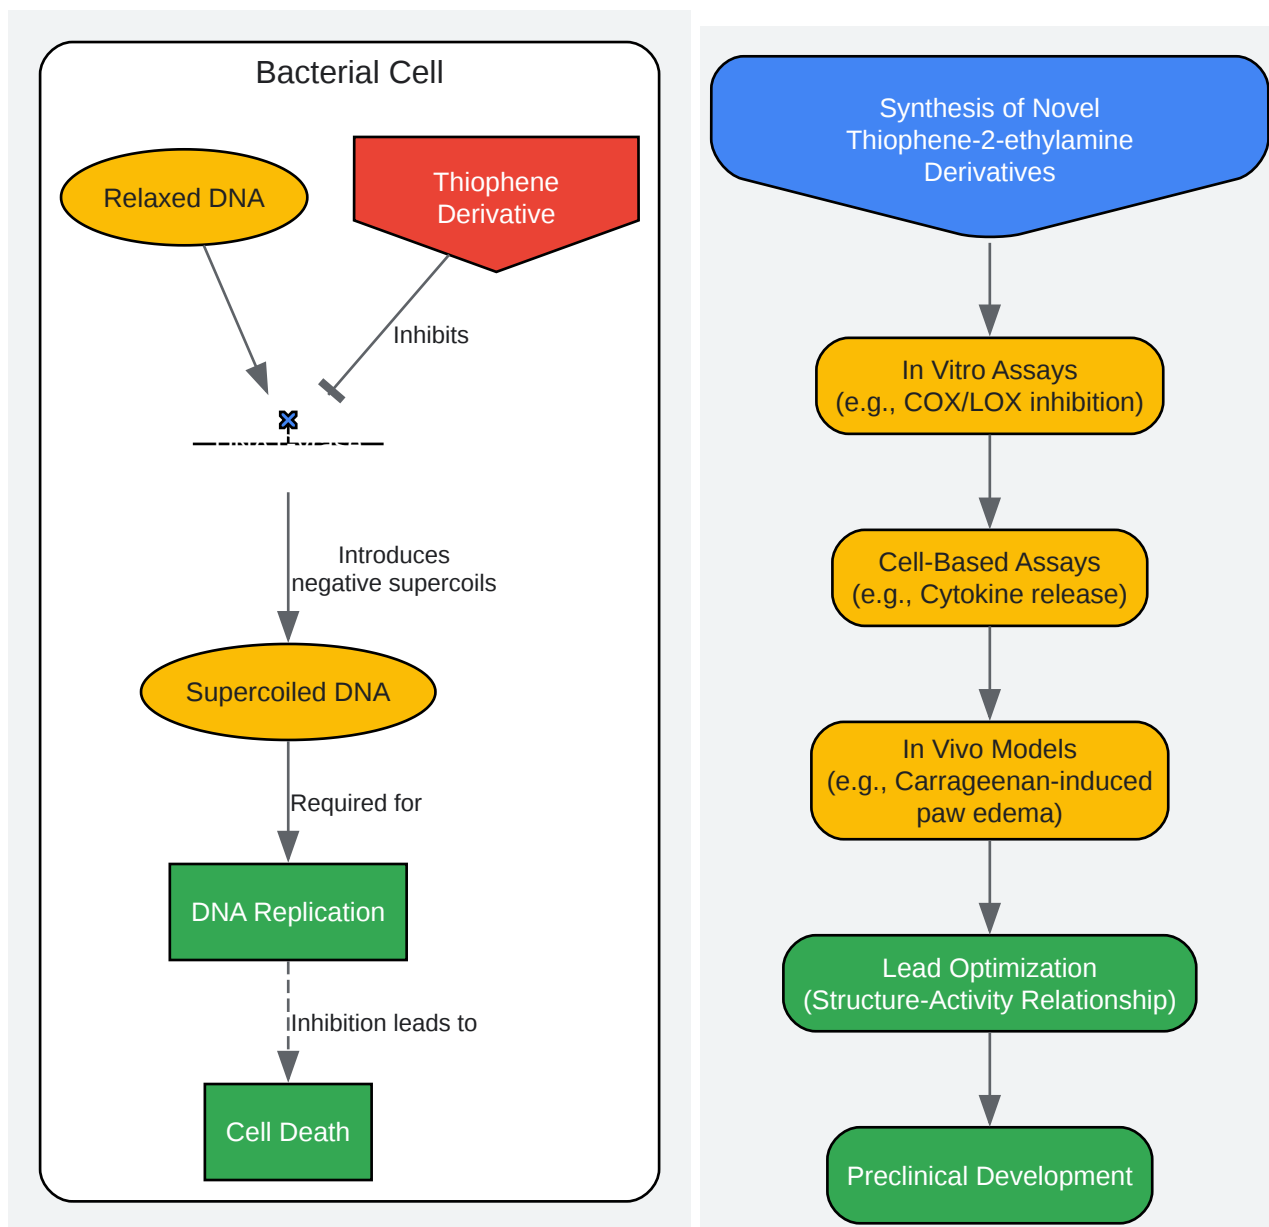 Bacterial Cell
Relaxed DNA
Thiophene
Derivative
Inhibits
Introduces
negative supercoils
Supercoiled DNA
Required for
DNA Replication
Inhibition leads to
Cell Death
Synthesis of Novel
Thiophene-2-ethylamine
Derivatives
In Vitro Assays
(e.g., COX/LOX inhibition)
Cell-Based Assays
(e.g., Cytokine release)
In Vivo Models
(e.g., Carrageenan-induced
paw edema)
Lead Optimization
(Structure-Activity Relationship)
Preclinical Development